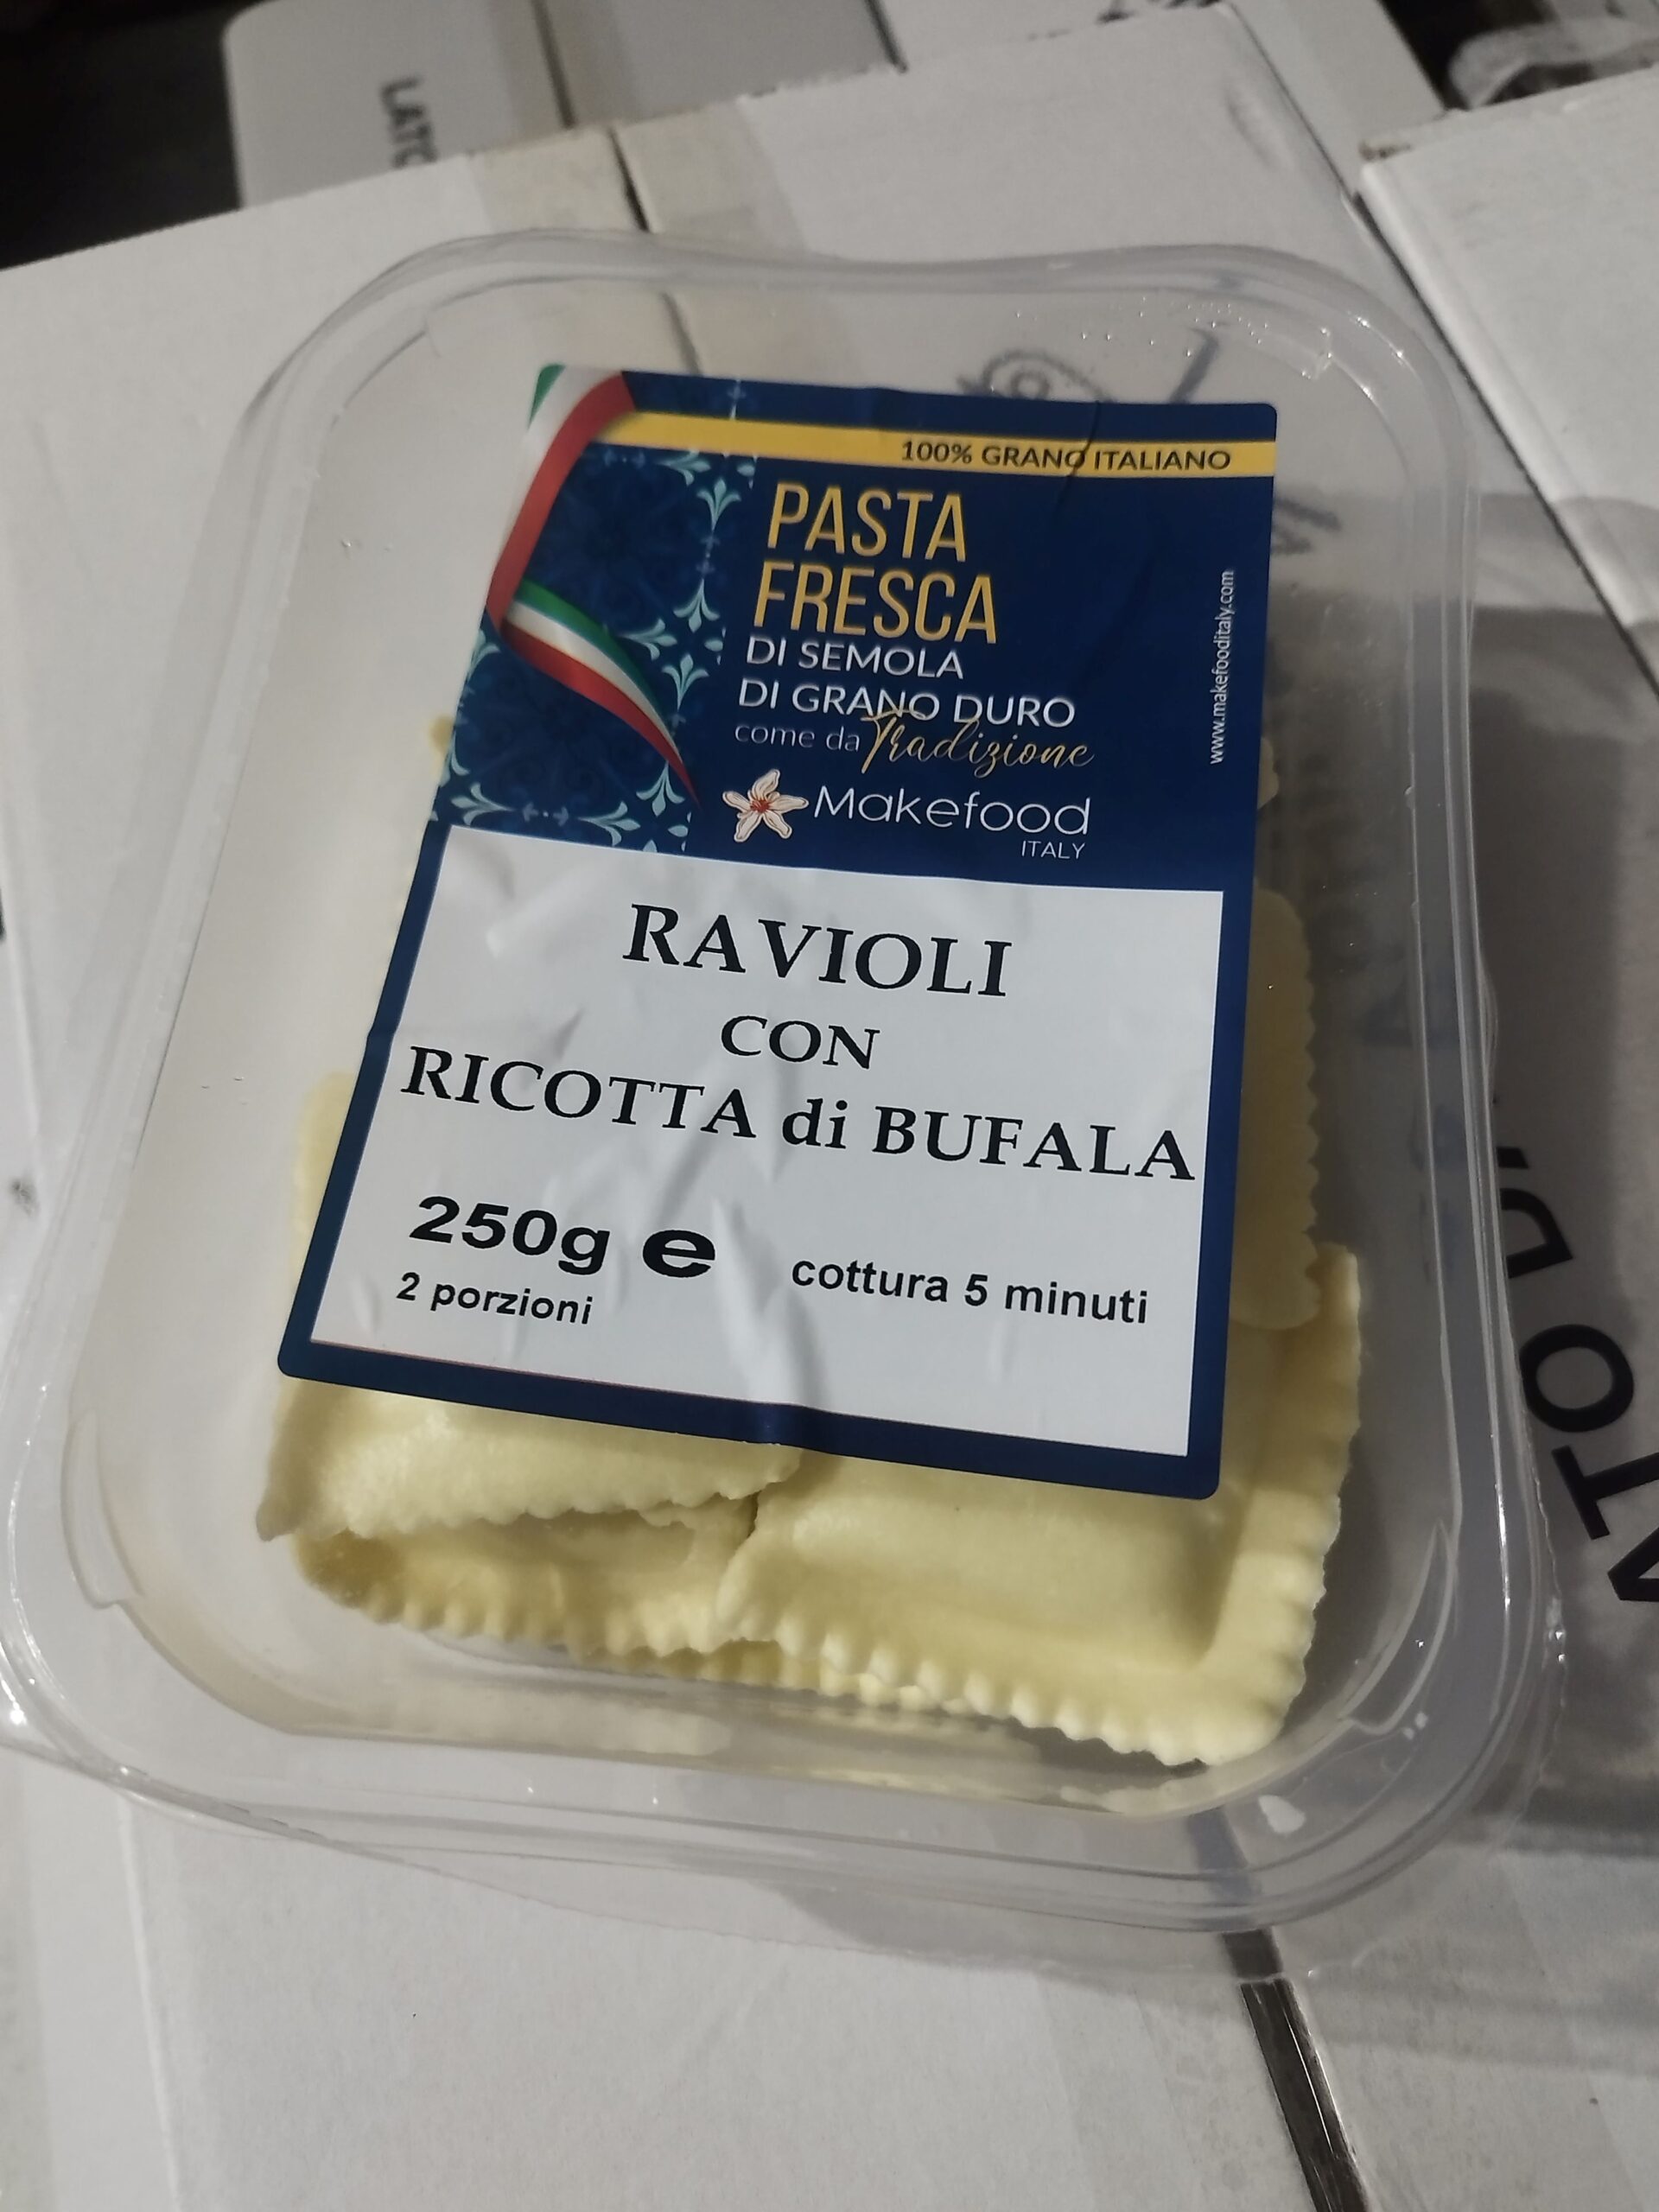 LATO
100% GRANO ITALIANO
PASTA
FRESCA
DI SEMOLA
DI GRANO DURO
come da Tradizione
Makefood
ITALY
www.makefooditaly.com
RAVIOLI
CON
RICOTTA di BUFALA
250g e
2 porzioni
cottura 5 minuti